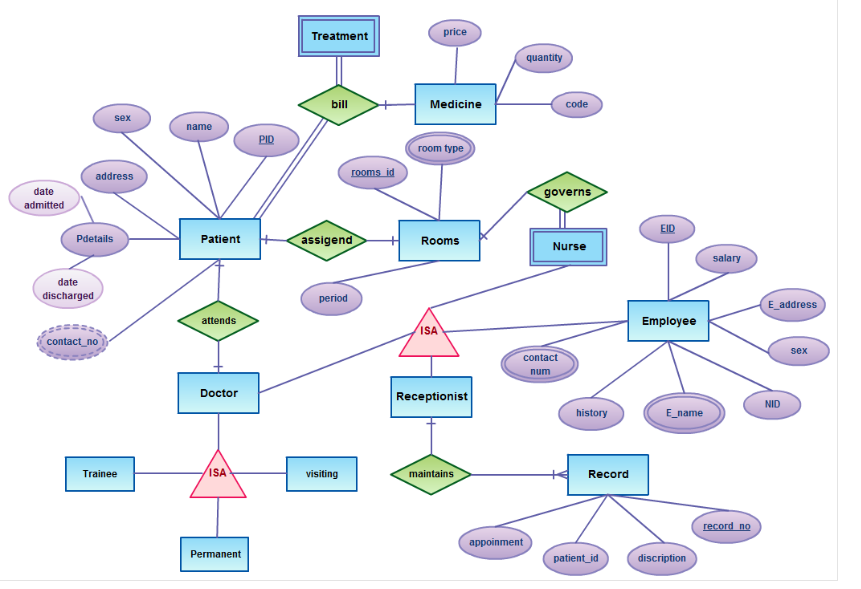 Treatment
price
quantity
bill
Medicine
code
sex
name
PID
room type
rooms_id
address
governs
date
admitted
Pdetails
Patient
assigend
Rooms
Nurse
EID
salary
date
discharged
period
E_address
attends
ISA
Employee
contact_no
contact
num
sex
Doctor
Receptionist
history
E_name
NID
Trainee
ISA
visiting
maintains
Record
Permanent
appoinment
patient_id
discription
record_no